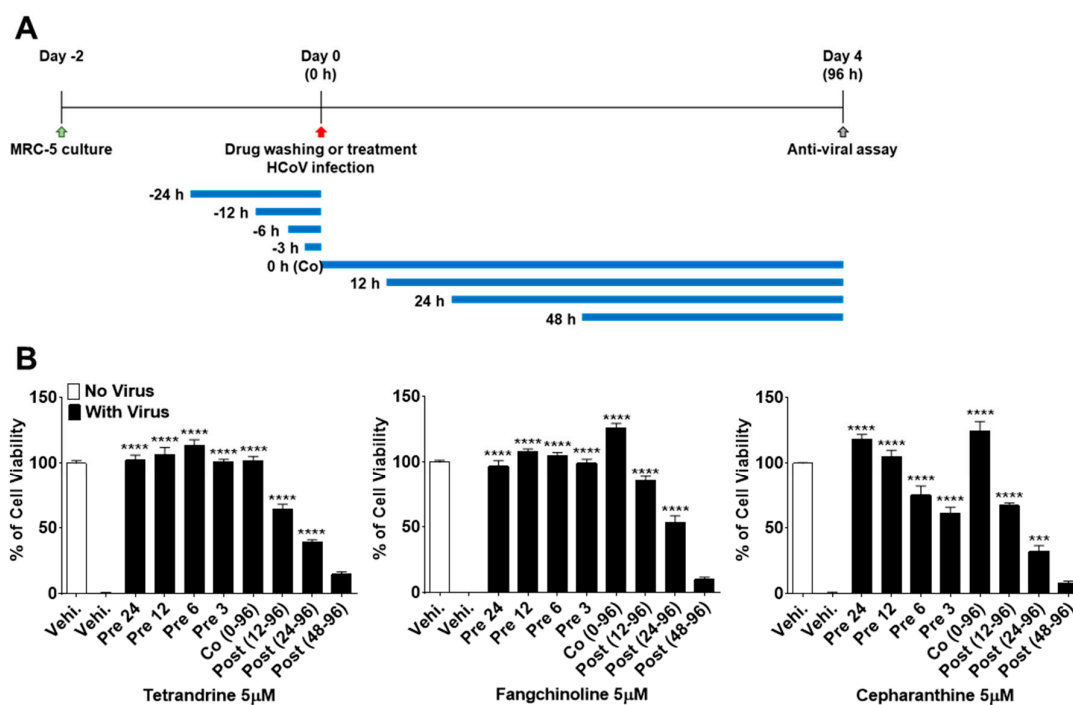 A
Day -2
Day 0
(0 h)
Day 4
(96 h)
MRC-5 culture
Drug washing or treatment
HCoV infection
Anti-viral assay
-24 h
-12 h
-6 h
-3 h
0 h (Co)
12 h
24 h
48 h
B
No Virus
With Virus
% of Cell Viability
150
100
50
0
**** **** **** **** **** **** ****
Vehi. Vehi. Pre 24 Pre 12 Pre 6 Pre 3 Co (0-96) Post (12-96) Post (24-96) Post (48-96)
Tetrandrine 5μM
% of Cell Viability
150
100
50
0
**** **** **** **** **** **** ****
Vehi. Vehi. Pre 24 Pre 12 Pre 6 Pre 3 Co (0-96) Post (12-96) Post (24-96) Post (48-96)
Fangchinoline 5μM
% of Cell Viability
150
100
50
0
**** **** **** **** **** **** ***
Vehi. Vehi. Pre 24 Pre 12 Pre 6 Pre 3 Co (0-96) Post (12-96) Post (24-96) Post (48-96)
Cepharanthine 5μM